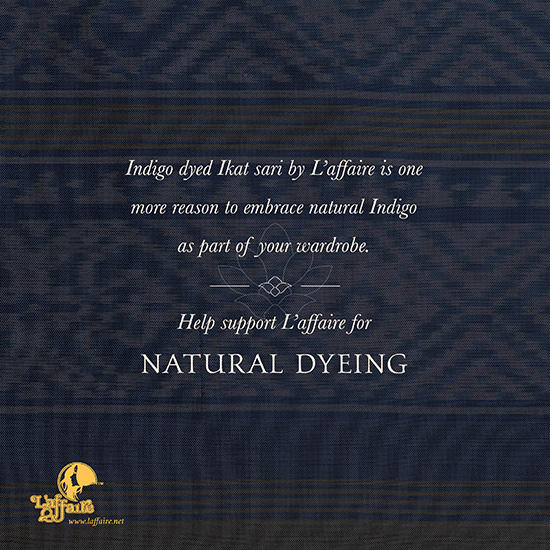 Indigo dyed Ikat sari by L'affaire is one
more reason to embrace natural Indigo
as part of your wardrobe.
Help support L'affaire for
NATURAL DYEING
L'affaire
www.laffaire.net